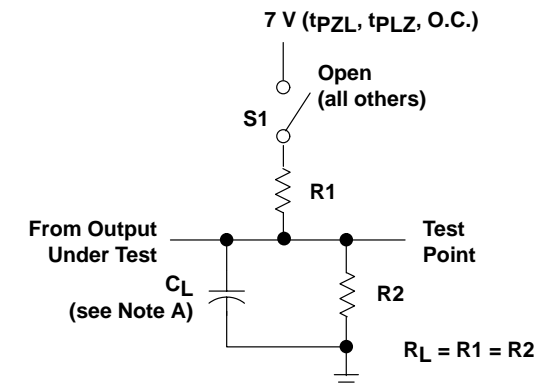 7 V (tPZL, tPLZ, O.C.)
Open
(all others)
S1
R1
From Output
Under Test
Test
Point
CL
(see Note A)
R2
RL = R1 = R2